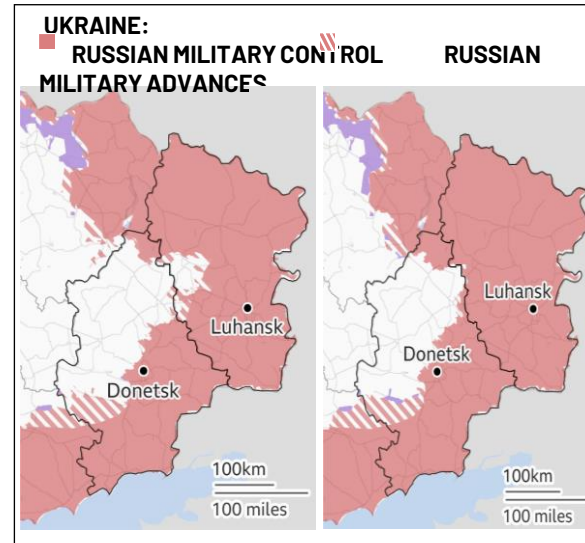 UKRAINE:
RUSSIAN MILITARY CONTROL RUSSIAN
MILITARY ADVANCES
Luhansk
Donetsk
100km
100 miles
Luhansk
Donetsk
100km
100 miles